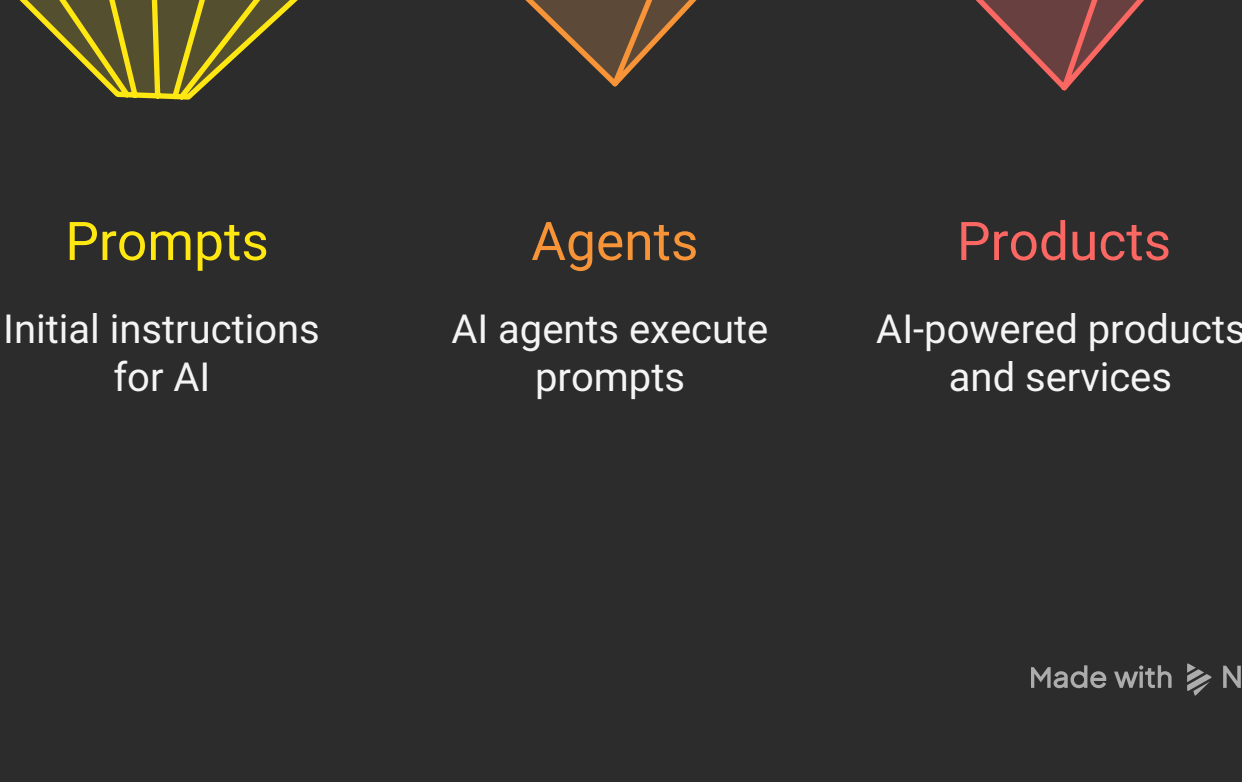 Prompts
Agents
Products
Initial instructions
for AI
AI agents execute
prompts
AI-powered products
and services
Made with N